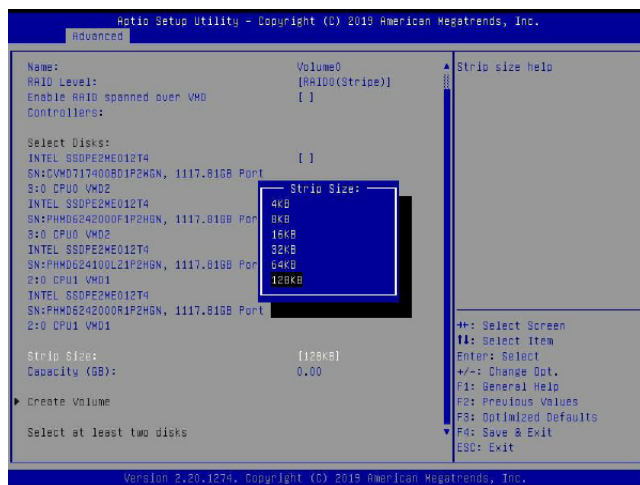 Aptio Setup Utility - Copyright (C) 2019 American Megatrends, Inc.
Advanced
Name: Volume0
RAID Level: [RAID0(Stripe)]
Enable RAID spanned over VMD [ ]
Controllers:
Select Disks:
INTEL SSDPE2ME012T4 [ ]
SN:CVMD717400BD1P2HGN, 1117.81GB Port
3:0 CPU0 VMD2
INTEL SSDPE2ME012T4
SN:PHMD6242000F1P2HGN, 1117.81GB Por
3:0 CPU0 VMD2
INTEL SSDPE2ME012T4
SN:PHMD624100L21P2HGN, 1117.81GB Por
2:0 CPU1 VMD1
INTEL SSDPE2ME012T4
SN:PHMD6242000R1P2HGN, 1117.81GB Port
2:0 CPU1 VMD1
Strip Size: [128KB]
Capacity (GB): 0.00
Create Volume
Select at least two disks
Strip Size:
4KB
8KB
16KB
32KB
64KB
128KB
Strip size help
→←: Select Screen
↑↓: Select Item
Enter: Select
+/-: Change Opt.
F1: General Help
F2: Previous Values
F3: Optimized Defaults
F4: Save & Exit
ESC: Exit
Version 2.20.1274. Copyright (C) 2019 American Megatrends, Inc.